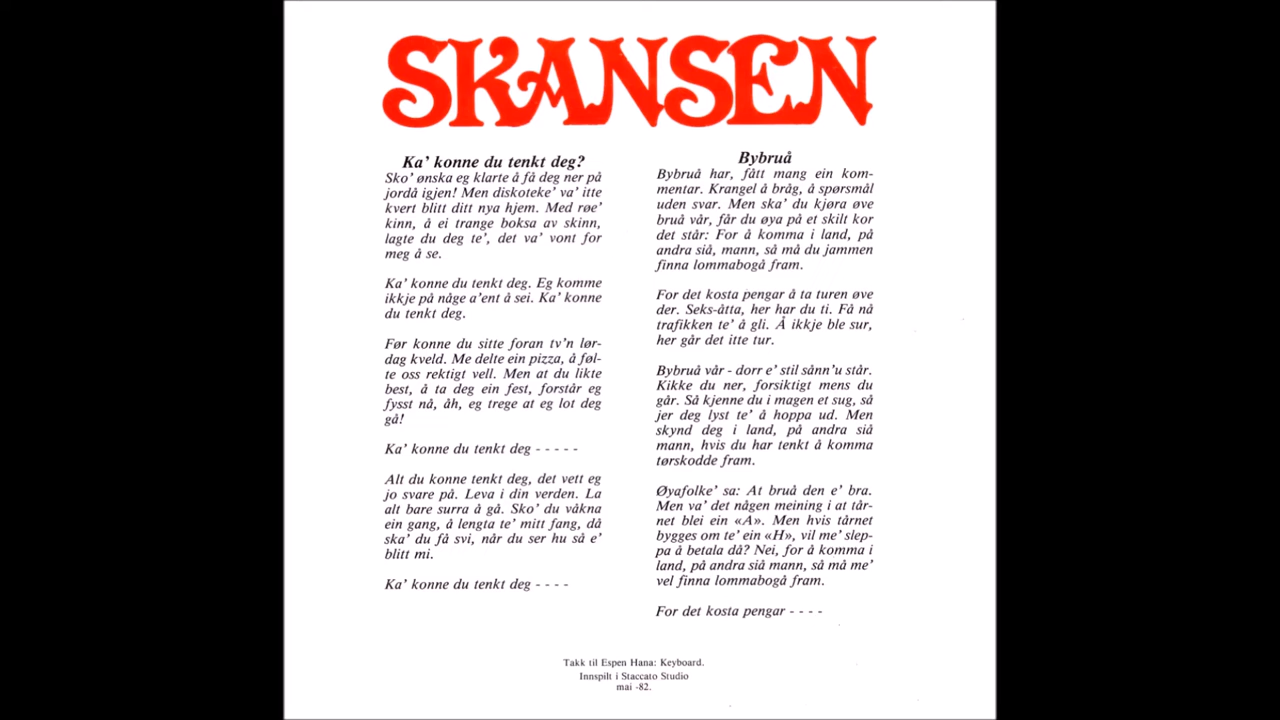 SKANSEN
Ka' konne du tenkt deg?
Sko' ønska eg klarte å få deg ner på
jordå igjen! Men diskoteke' va' itte
kvert blitt ditt nya hjem. Med røe'
kinn, å ei trange boksa av skinn,
lagte du deg te', det va' vont for
meg å se.
Ka' konne du tenkt deg. Eg komme
ikkje på någe a'ent å sei. Ka' konne
du tenkt deg.
Før konne du sitte foran tv'n lør-
dag kveld. Me delte ein pizza, å føl-
te oss rektigt vell. Men at du likte
best, å ta deg ein fest, forstår eg
fysst nå, åh, eg trege at eg lot deg
gå!
Ka' konne du tenkt deg - - - - -
Alt du konne tenkt deg, det vett eg
jo svare på. Leva i din verden. La
alt bare surra å gå. Sko' du våkna
ein gang, å lengta te' mitt fang, då
ska' du få svi, når du ser hu så e'
blitt mi.
Ka' konne du tenkt deg - - - -
Bybruå
Bybruå har, fått mang ein kom-
mentar. Krangel å bråg, å spørsmål
uden svar. Men ska' du kjøra øve
bruå vår, får du øya på et skilt kor
det står: For å komma i land, på
andra siå, mann, så må du jammen
finna lommabogå fram.
For det kosta pengar å ta turen øve
der. Seks-åtta, her har du ti. Få nå
trafikken te' å gli. Å ikkje ble sur,
her går det itte tur.
Bybruå vår - dorr e' stil sånn'u står.
Kikke du ner, forsiktigt mens du
går. Så kjenne du i magen et sug, så
jer deg lyst te' å hoppa ud. Men
skynd deg i land, på andra siå
mann, hvis du har tenkt å komma
tørskodde fram.
Øyafolke' sa: At bruå den e' bra.
Men va' det någen meining i at tår-
net blei ein «A». Men hvis tårnet
bygges om te' ein «H», vil me' slep-
pa å betala då? Nei, for å komma i
land, på andra siå mann, så må me'
vel finna lommabogå fram.
For det kosta pengar - - - -
Takk til Espen Hana: Keyboard.
Innspilt i Staccato Studio
mai -82.